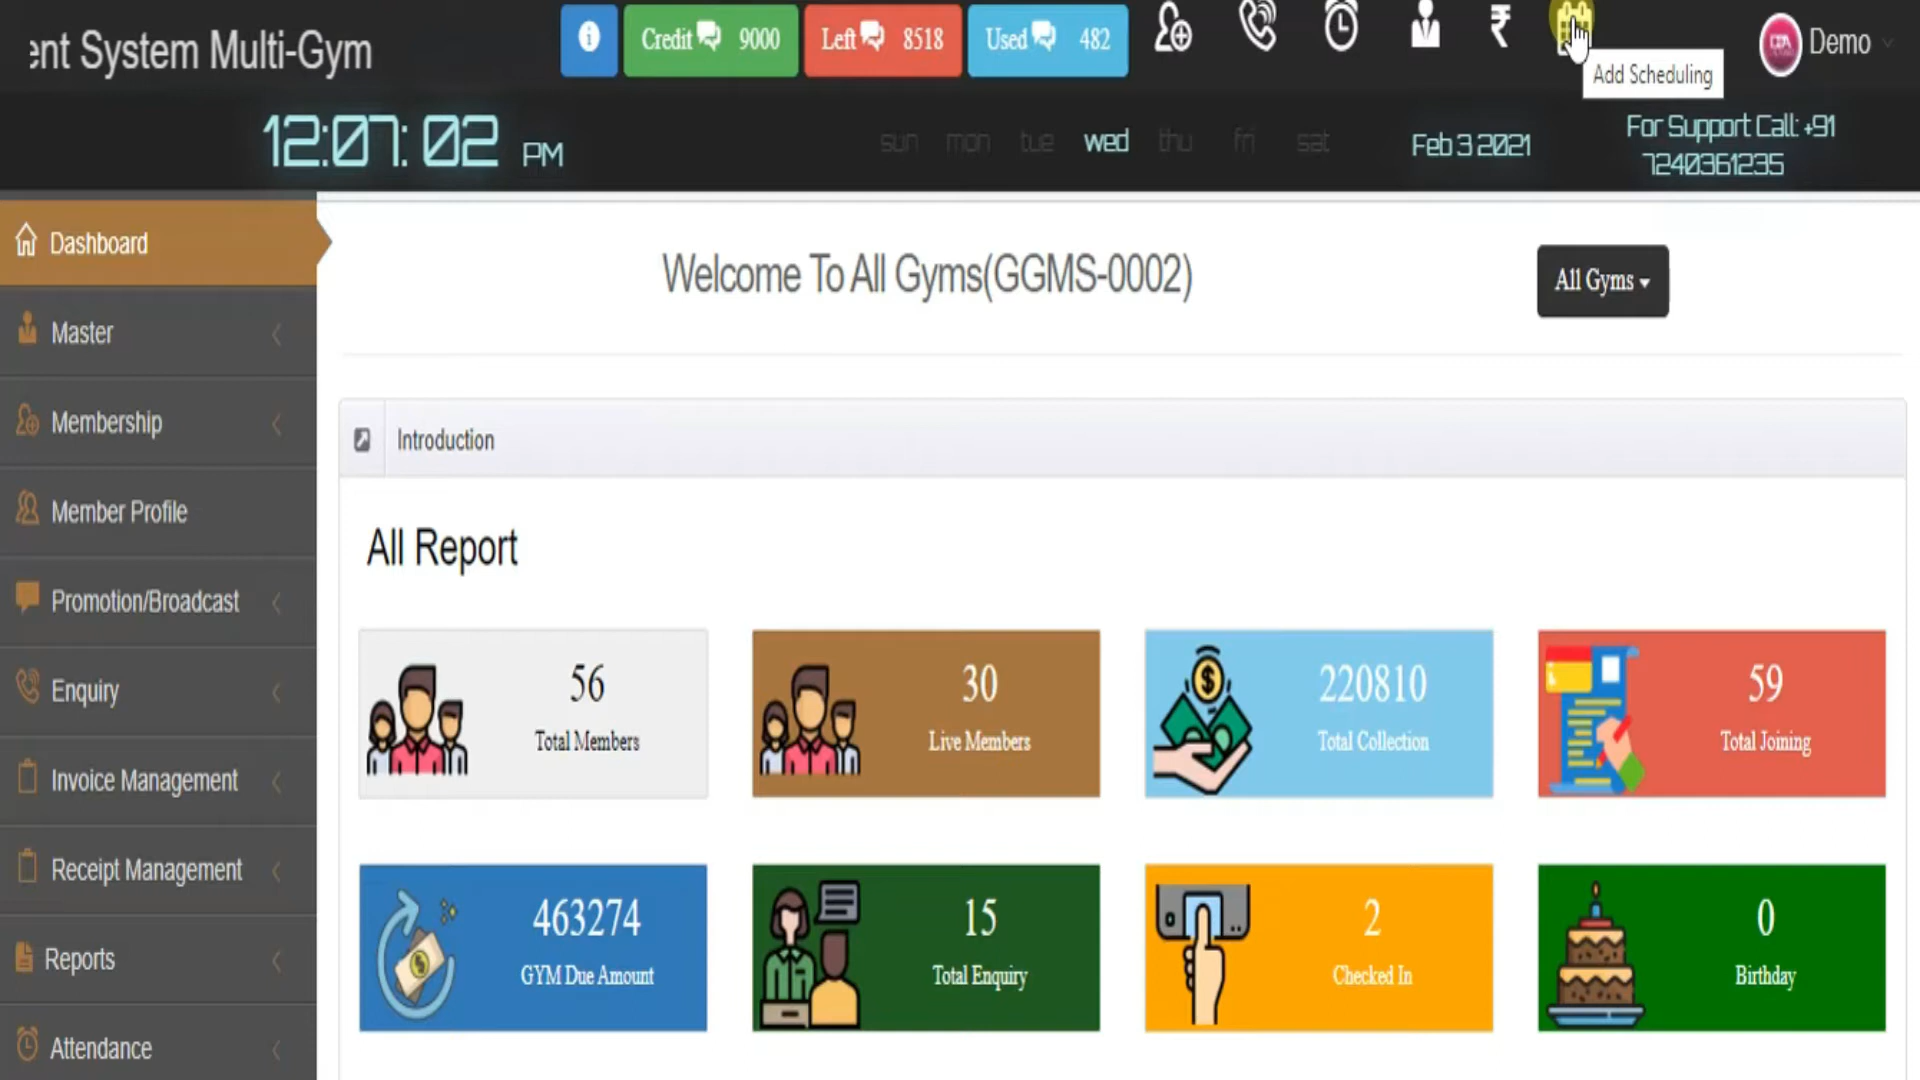 ent System Multi-Gym
Credit 9000
Left 8518
Used 482
Demo
Add Scheduling
12:07: 02 PM
sun mon tue wed thu fri sat
Feb 3 2021
For Support Call: +91
7240361235
Dashboard
Master
Membership
Member Profile
Promotion/Broadcast
Enquiry
Invoice Management
Receipt Management
Reports
Attendance
Welcome To All Gyms(GGMS-0002)
All Gyms
Introduction
All Report
56
Total Members
30
Live Members
220810
Total Collection
59
Total Joining
463274
GYM Due Amount
15
Total Enquiry
2
Checked In
0
Birthday